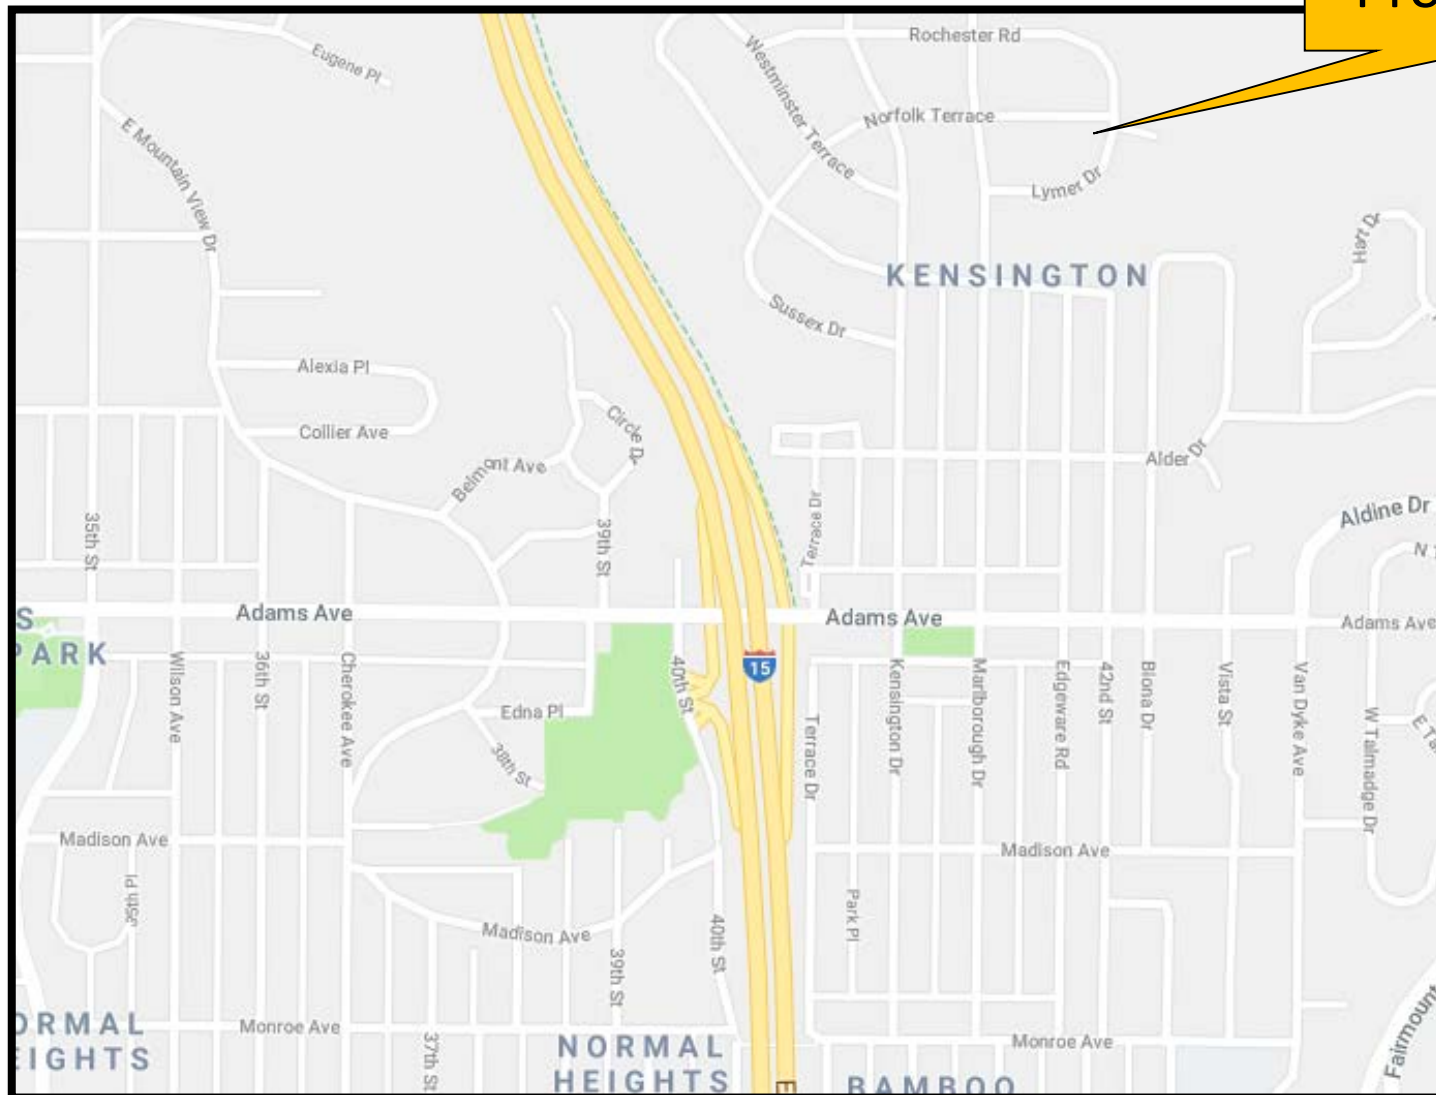 Eugene Pl
Rochester Rd
Westminster Terrace
Norfolk Terrace
E Mountain View Dr
Lymer Dr
Hart Dr
KENSINGTON
Sussex Dr
Alexia Pl
Circle Dr
Collier Ave
Belmont Ave
Alder Dr
Terrace Dr
Aldine Dr
35th St
39th St
N
S
Adams Ave
Adams Ave
Adams Ave
PARK
Wilson Ave
36th St
Cherokee Ave
40th St
15
Kensington Dr
Marlborough Dr
Edgeware Rd
42nd St
Biona Dr
Vista St
Van Dyke Ave
W Talmadge Dr
Edna Pl
38th St
Terrace Dr
Madison Ave
Madison Ave
35th Pl
Park Pl
Madison Ave
40th St
39th St
Fairmount
ORMAL
EIGHTS
Monroe Ave
37th St
NORMAL
HEIGHTS
Monroe Ave
BAMBOO